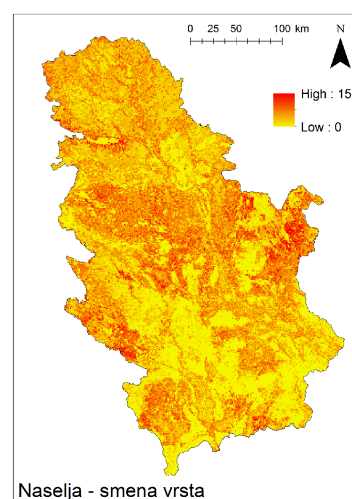 0 25 50 100 km
N
High : 15
Low : 0
Naselja - smena vrsta